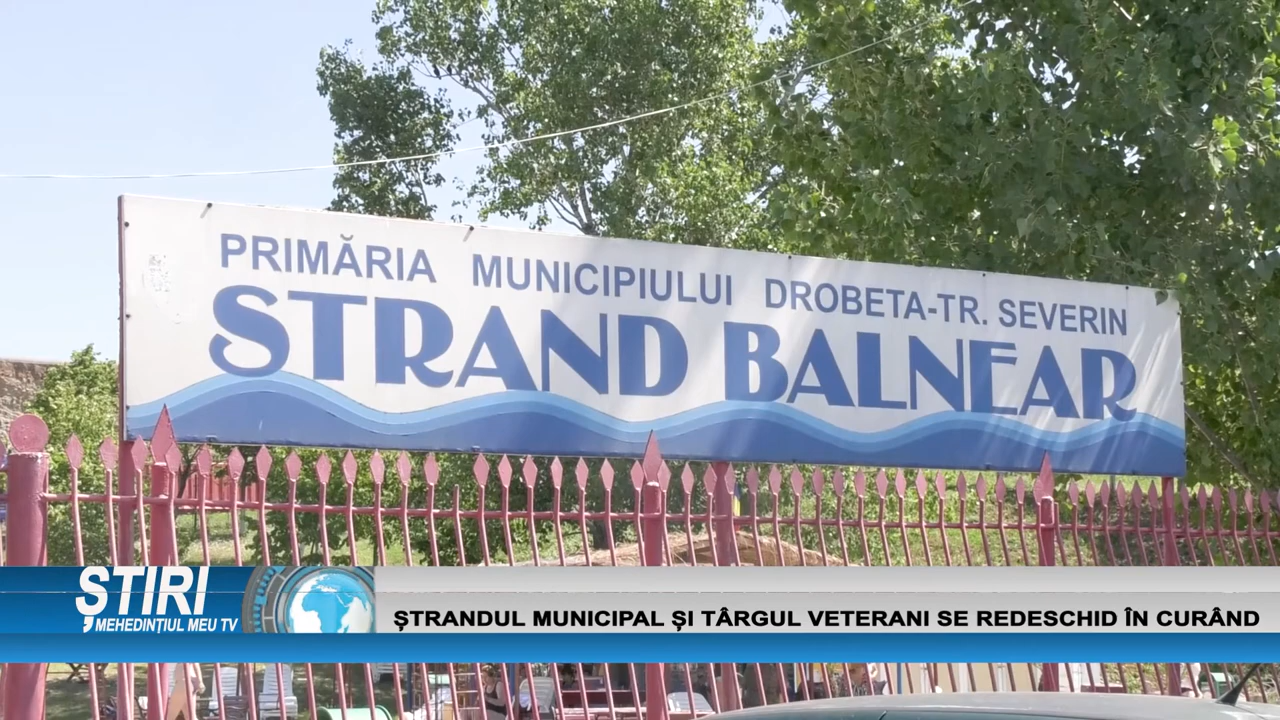 PRIMĂRIA MUNICIPIULUI DROBETA-TR. SEVERIN
STRAND BALNEAR
ȘTIRI
MEHEDINȚIUL MEU TV
ȘTRANDUL MUNICIPAL ȘI TÂRGUL VETERANI SE REDESCHID ÎN CURÂND